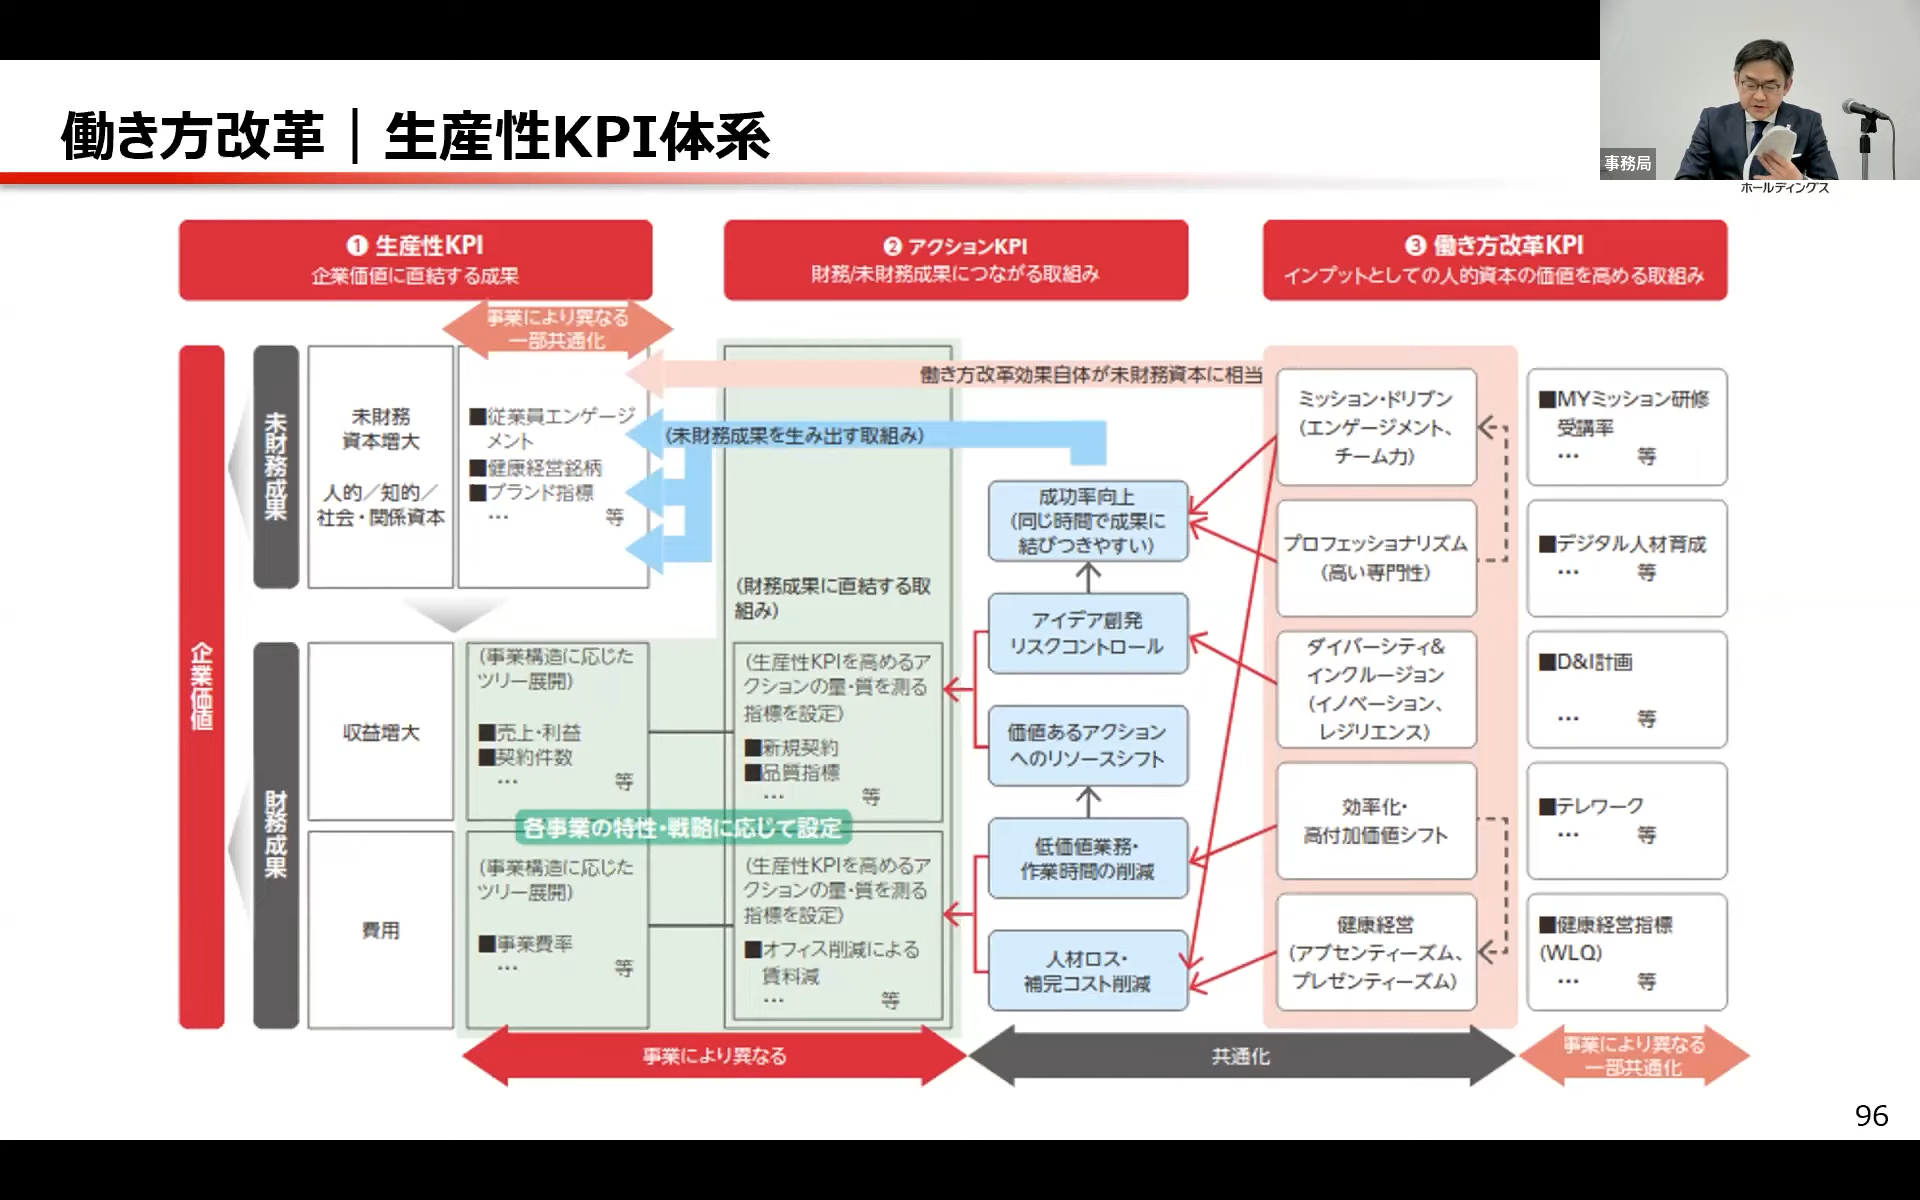 働き方改革｜生産性KPI体系
事務局
ホールディングス
❶ 生産性KPI
企業価値に直結する成果
❷ アクションKPI
財務/未財務成果につながる取組み
❸ 働き方改革KPI
インプットとしての人的資本の価値を高める取組み
事業により異なる
一部共通化
企業価値
未財務成果
未財務
資本増大
人的／知的／
社会・関係資本
■従業員エンゲージ
メント
■健康経営銘柄
■ブランド指標
… 等
働き方改革効果自体が未財務資本に相当
(未財務成果を生み出す取組み)
(財務成果に直結する取
組み)
財務成果
収益増大
(事業構造に応じた
ツリー展開)
■売上・利益
■契約件数
… 等
(生産性KPIを高めるア
クションの量・質を測る
指標を設定)
■新規契約
■品質指標
… 等
各事業の特性・戦略に応じて設定
費用
(事業構造に応じた
ツリー展開)
■事業費率
… 等
(生産性KPIを高めるア
クションの量・質を測る
指標を設定)
■オフィス削減による
賃料減
… 等
成功率向上
(同じ時間で成果に
結びつきやすい)
アイデア創発
リスクコントロール
価値あるアクション
へのリソースシフト
低価値業務・
作業時間の削減
人材ロス・
補完コスト削減
ミッション・ドリブン
(エンゲージメント、
チーム力)
プロフェッショナリズム
(高い専門性)
ダイバーシティ&
インクルージョン
(イノベーション、
レジリエンス)
効率化・
高付加価値シフト
健康経営
(アブセンティーズム、
プレゼンティーズム)
■MYミッション研修
受講率
… 等
■デジタル人材育成
… 等
■D&I計画
… 等
■テレワーク
… 等
■健康経営指標
(WLQ)
… 等
事業により異なる
共通化
事業により異なる
一部共通化
96